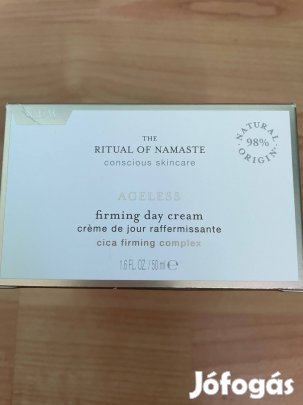 THE
RITUAL OF NAMASTE
conscious skincare
NATURAL
98%
ORIGIN
AGELESS
firming day cream
crème de jour raffermissante
cica firming complex
1.6 FL. OZ. / 50 ml ℮
Jófogás